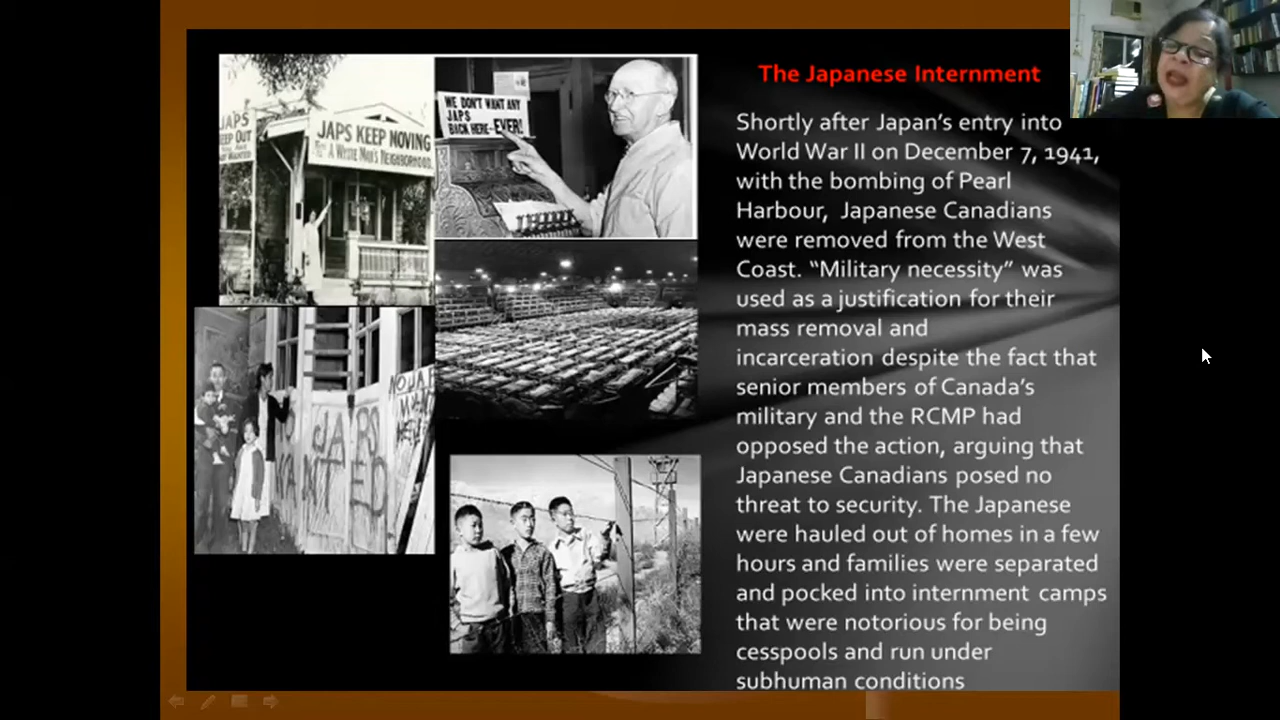 JAPS
KEEP OUT
YOU ARE
NOT WANTED
JAPS KEEP MOVING
THIS IS A WHITE MAN'S NEIGHBORHOOD.
WE DON'T WANT ANY
JAPS
BACK HERE-- EVER!
JAPS
ED
The Japanese Internment
Shortly after Japan's entry into
World War II on December 7, 1941,
with the bombing of Pearl
Harbour, Japanese Canadians
were removed from the West
Coast. “Military necessity” was
used as a justification for their
mass removal and
incarceration despite the fact that
senior members of Canada's
military and the RCMP had
opposed the action, arguing that
Japanese Canadians posed no
threat to security. The Japanese
were hauled out of homes in a few
hours and families were separated
and pocked into internment camps
that were notorious for being
cesspools and run under
subhuman conditions